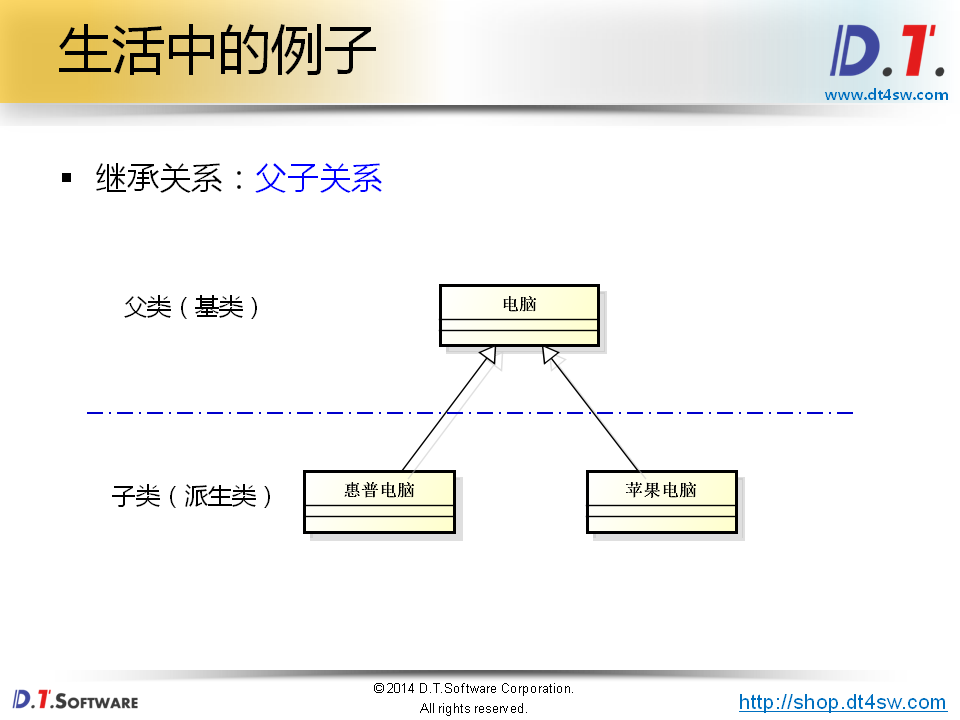 生活中的例子
D.T.
www.dt4sw.com
▪ 继承关系：父子关系
父类（基类）
电脑
子类（派生类）
惠普电脑
苹果电脑
D.T.SOFTWARE
©2014 D.T.Software Corporation.
All rights reserved.
http://shop.dt4sw.com